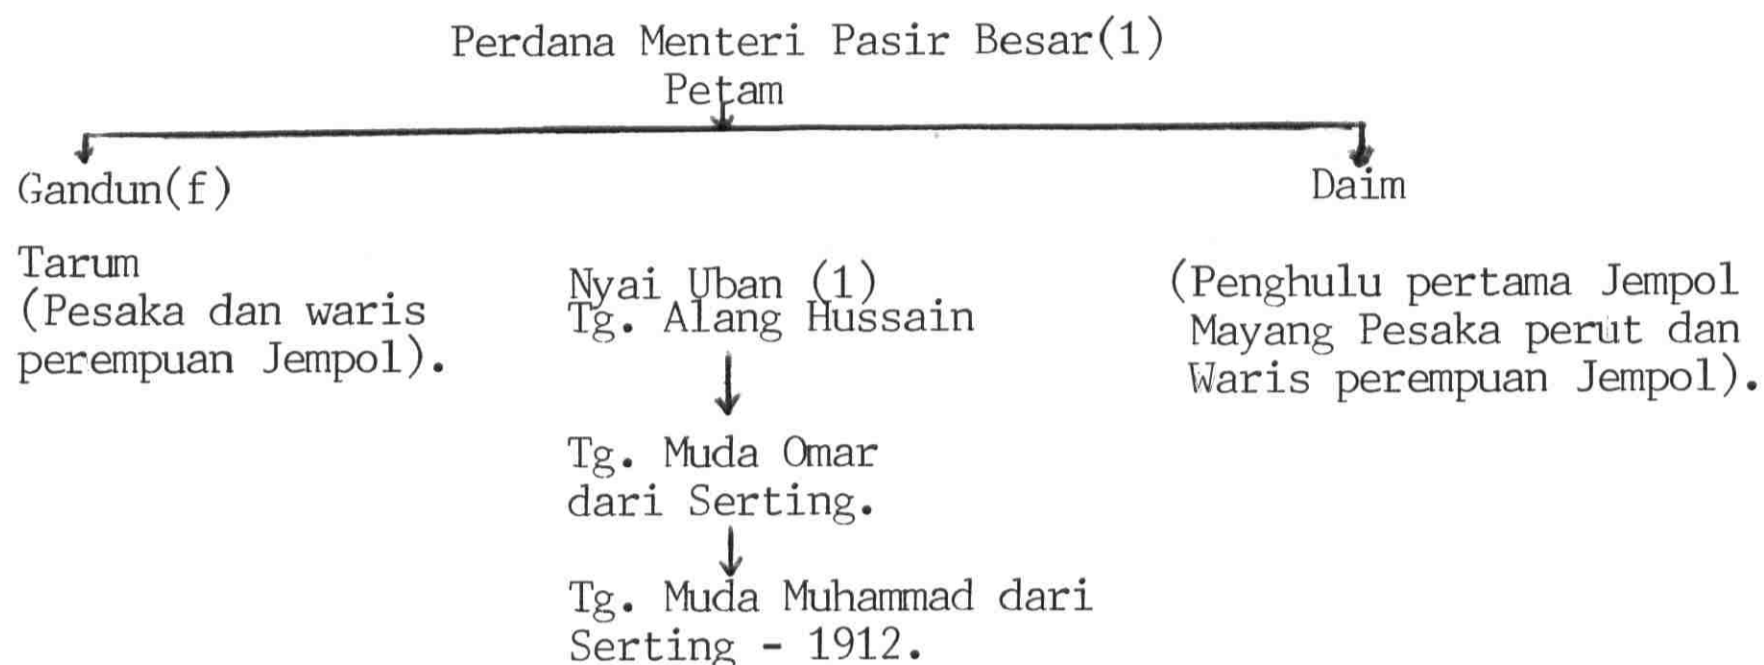 Perdana Menteri Pasir Besar(1)
Petam
Gandun(f)
Daim
Tarum
(Pesaka dan waris
perempuan Jempol).
Nyai Uban (1)
Tg. Alang Hussain
(Penghulu pertama Jempol
Mayang Pesaka perut dan
Waris perempuan Jempol).
Tg. Muda Omar
dari Serting.
Tg. Muda Muhammad dari
Serting - 1912.